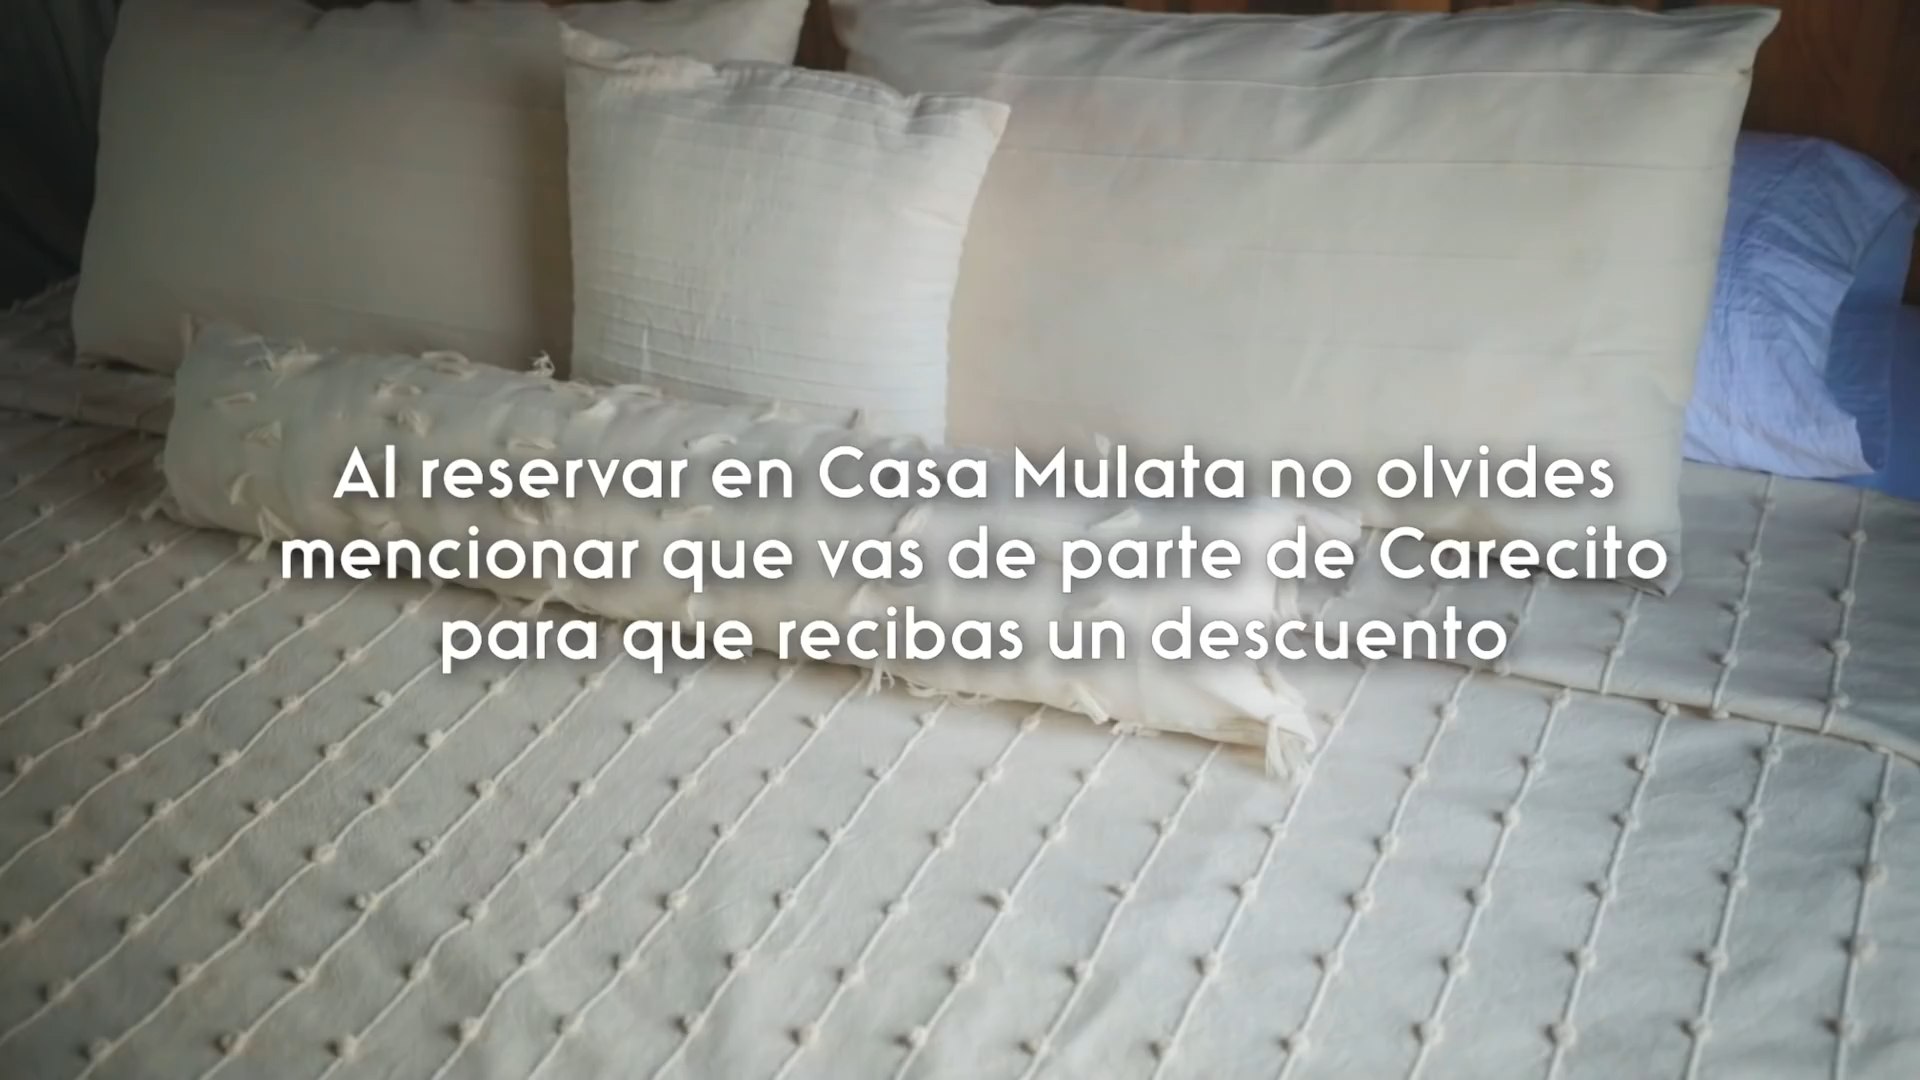 Al reservar en Casa Mulata no olvides
mencionar que vas de parte de Carecito
para que recibas un descuento